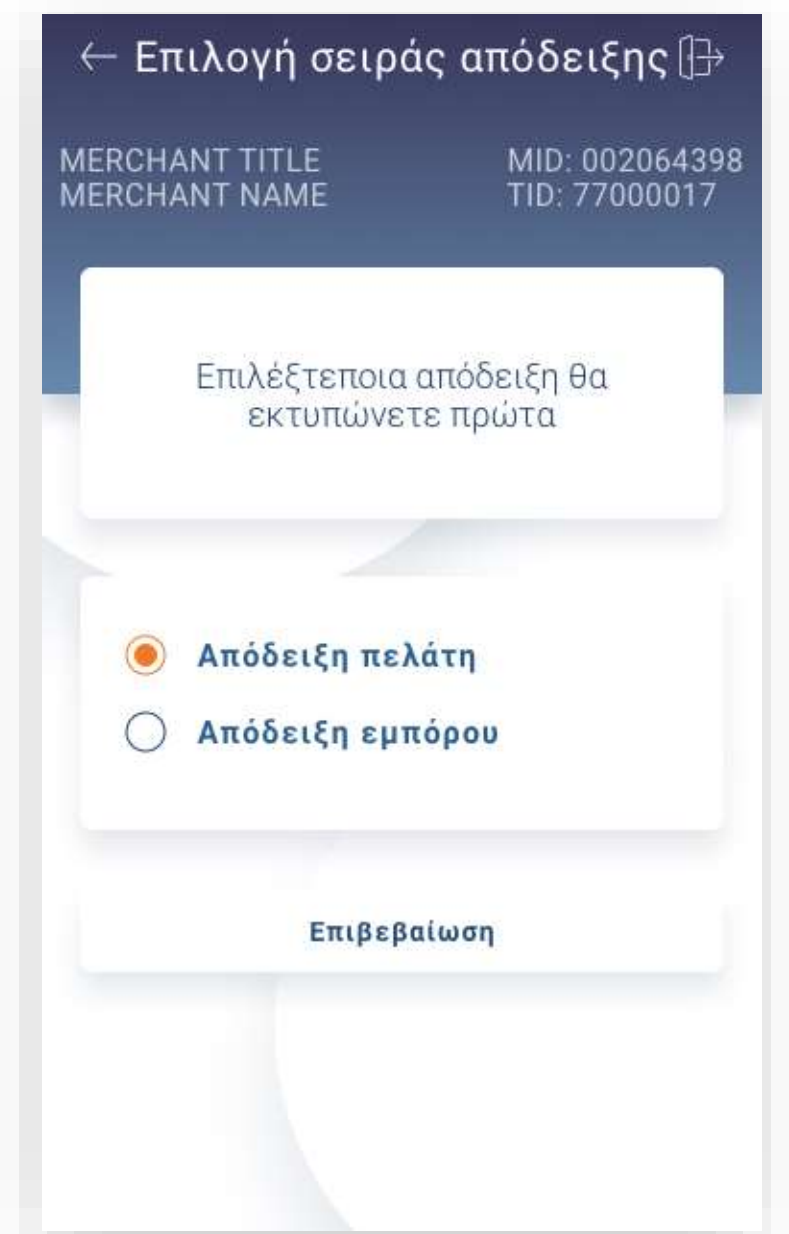 Επιλογή σειράς απόδειξης
MERCHANT TITLE MID: 002064398
MERCHANT NAME TID: 77000017
Επιλέξτεποια απόδειξη θα
εκτυπώνετε πρώτα
Απόδειξη πελάτη
Απόδειξη εμπόρου
Επιβεβαίωση